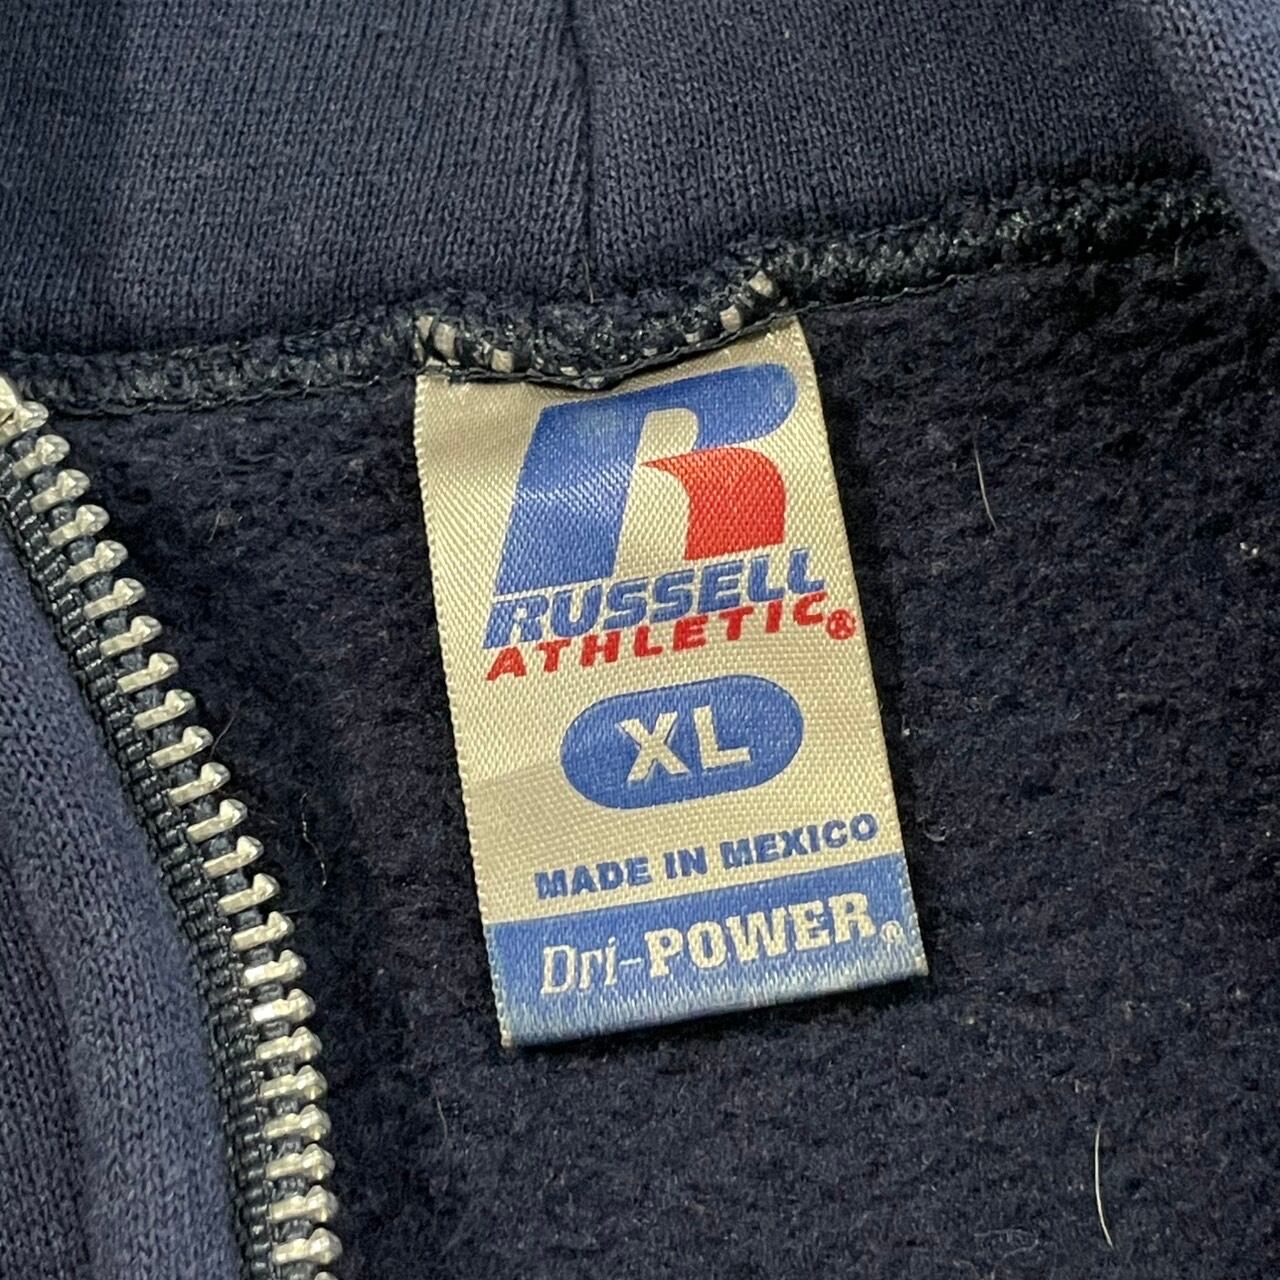 R
RUSSELL
ATHLETIC®
XL
MADE IN MEXICO
Dri-POWER®